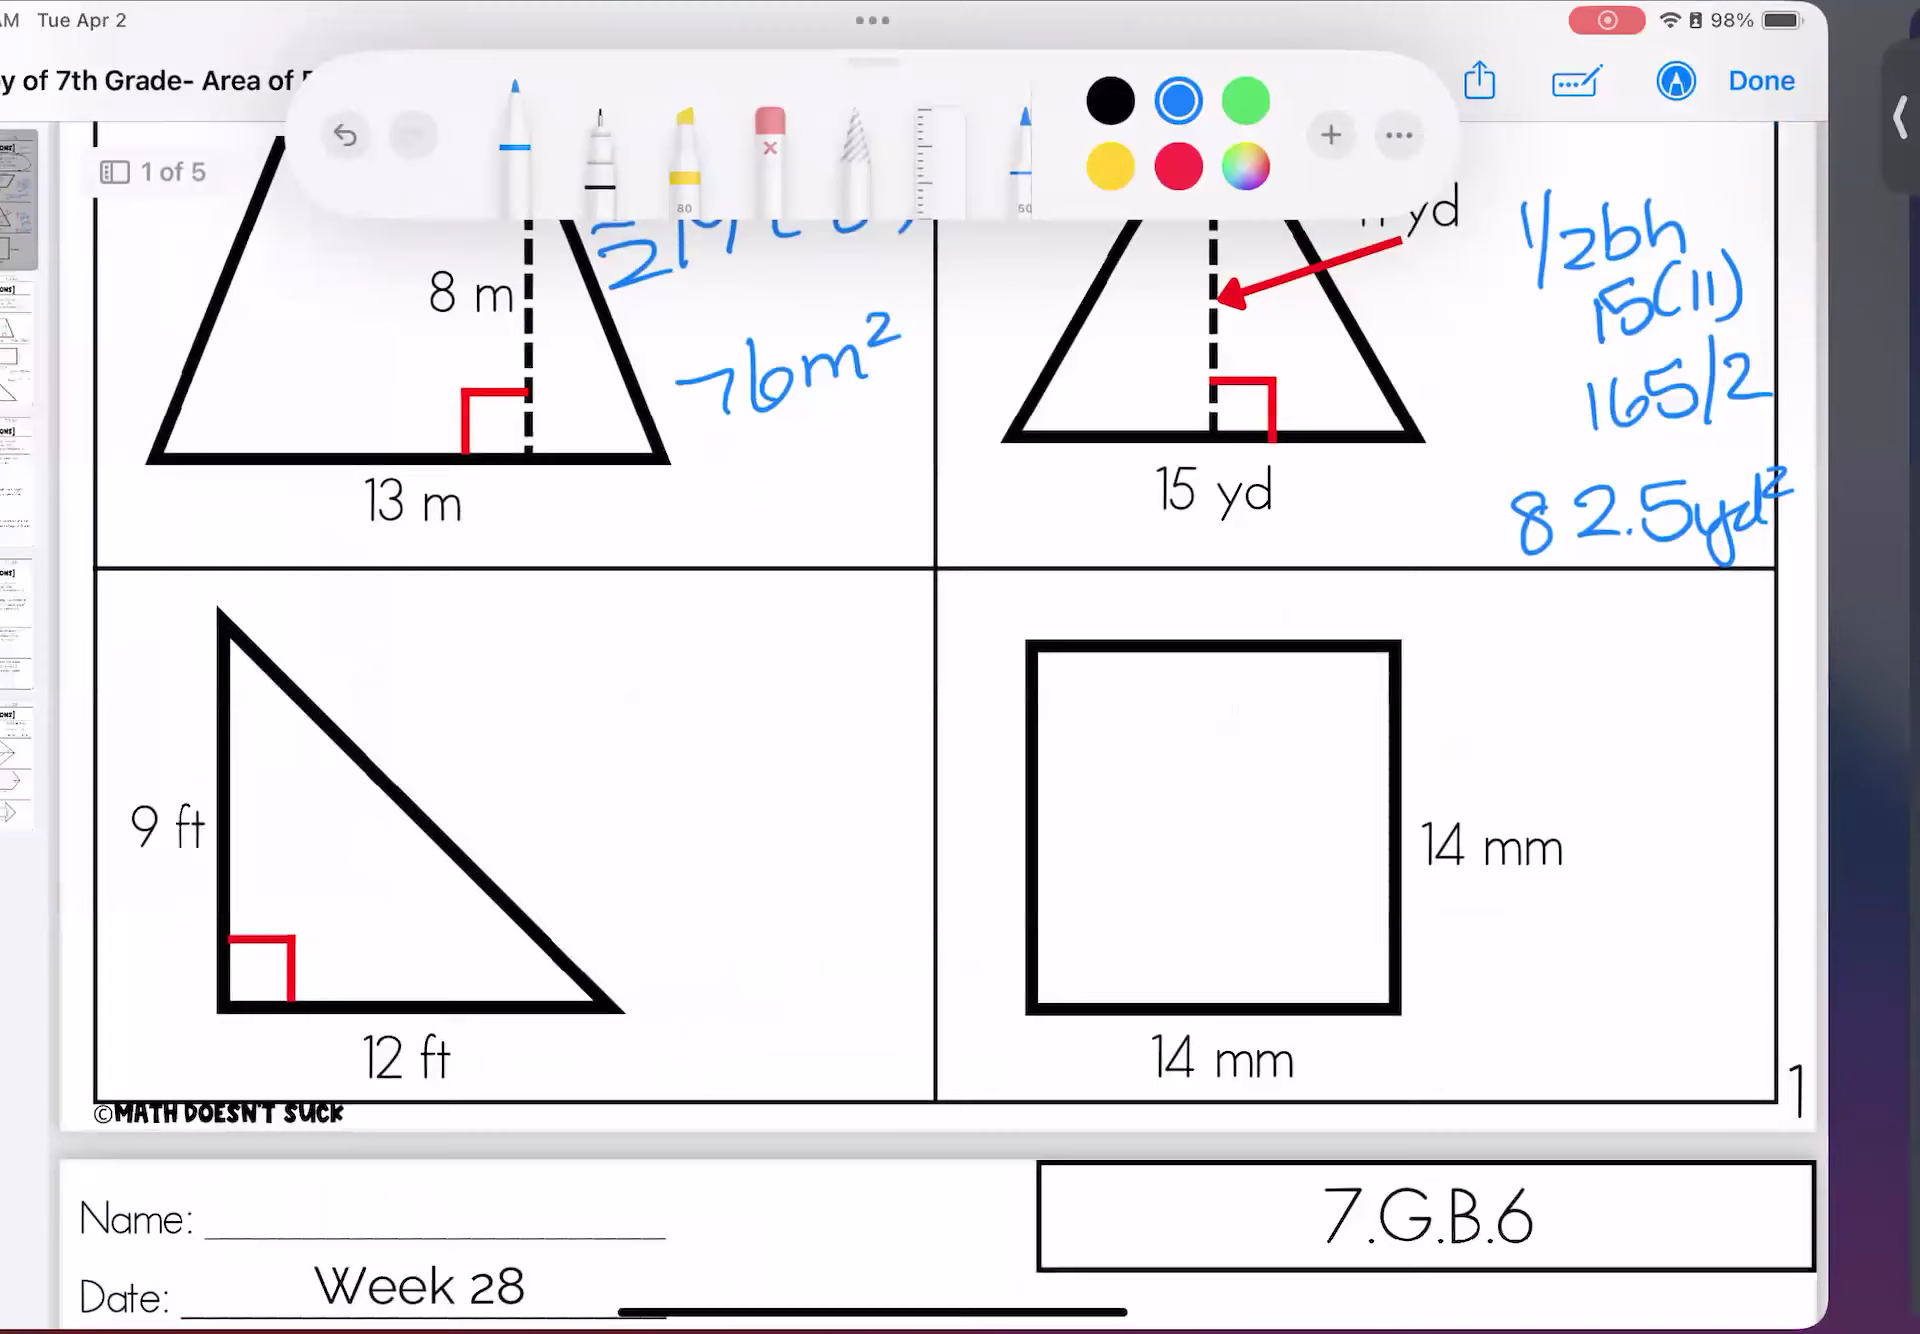 AM Tue Apr 2
98%
y of 7th Grade- Area of
Done
1 of 5
80
50
yd
8 m
76m²
13 m
1/2bh
15(11)
165/2
82.5yd²
15 yd
9 ft
12 ft
14 mm
14 mm
1
©MATH DOESN'T SUCK
Name:
7.G.B.6
Date: Week 28